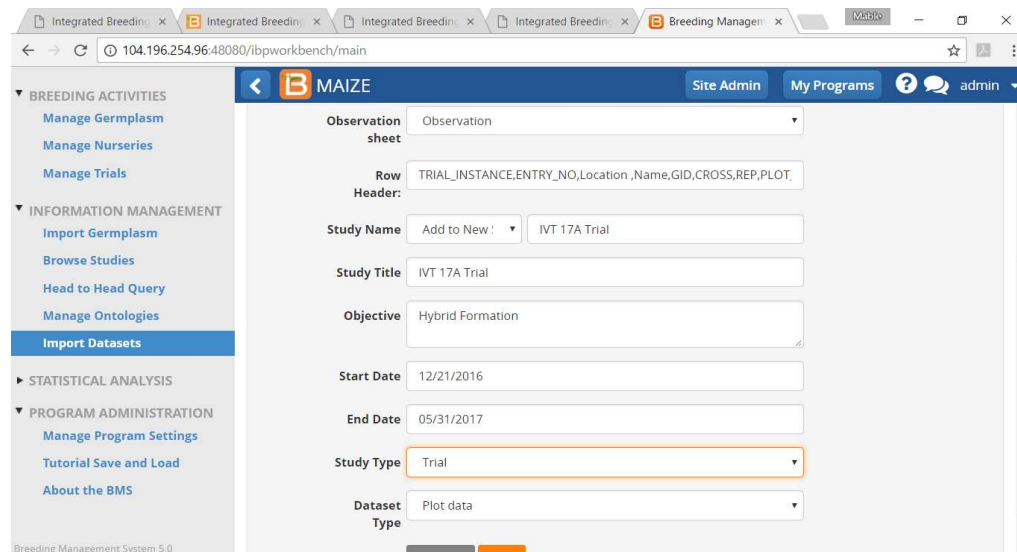 Integrated Breeding
Integrated Breeding
Integrated Breeding
Integrated Breeding
Breeding Managem
Mable
104.196.254.96:48080/ibpworkbench/main
MAIZE
Site Admin
My Programs
admin
BREEDING ACTIVITIES
Manage Germplasm
Manage Nurseries
Manage Trials
INFORMATION MANAGEMENT
Import Germplasm
Browse Studies
Head to Head Query
Manage Ontologies
Import Datasets
STATISTICAL ANALYSIS
PROGRAM ADMINISTRATION
Manage Program Settings
Tutorial Save and Load
About the BMS
Breeding Management System 5.0
Observation sheet Observation
Row Header: TRIAL_INSTANCE,ENTRY_NO,Location ,Name,GID,CROSS,REP,PLOT_
Study Name Add to New IVT 17A Trial
Study Title IVT 17A Trial
Objective Hybrid Formation
Start Date 12/21/2016
End Date 05/31/2017
Study Type Trial
Dataset Type Plot data